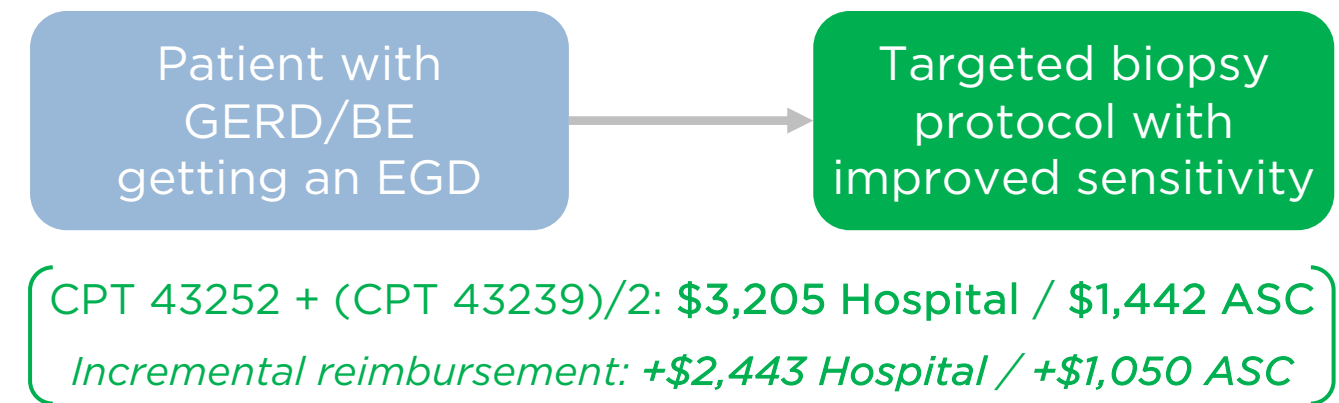 Patient with
GERD/BE
getting an EGD
Targeted biopsy
protocol with
improved sensitivity
CPT 43252 + (CPT 43239)/2: $3,205 Hospital / $1,442 ASC
Incremental reimbursement: +$2,443 Hospital / +$1,050 ASC